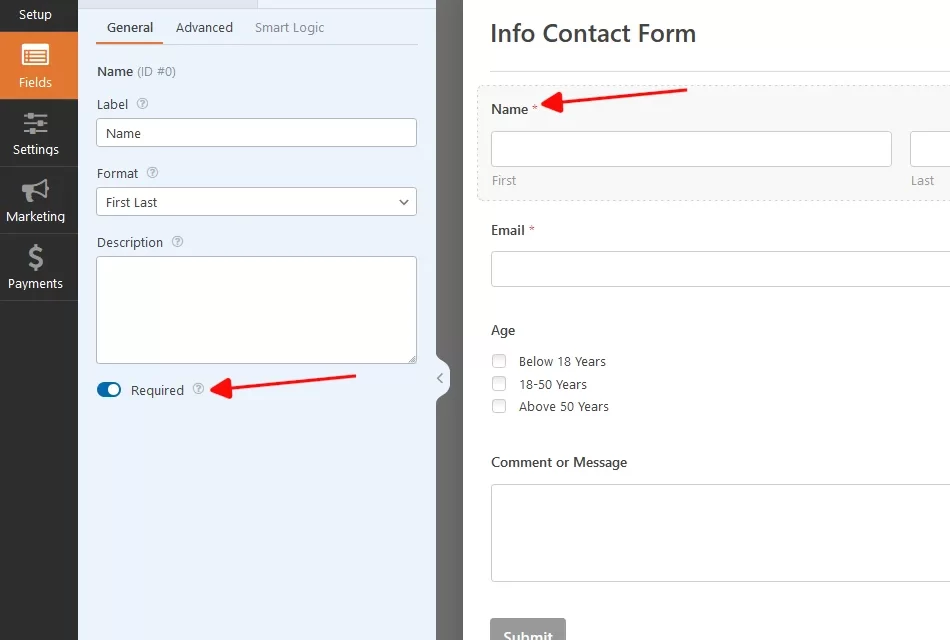 Setup
Fields
Settings
Marketing
Payments
General Advanced Smart Logic
Name (ID #0)
Label ?
Name
Format ?
First Last
Description ?
Required ?
Info Contact Form
Name *
First Last
Email *
Age
Below 18 Years
18-50 Years
Above 50 Years
Comment or Message
Submit